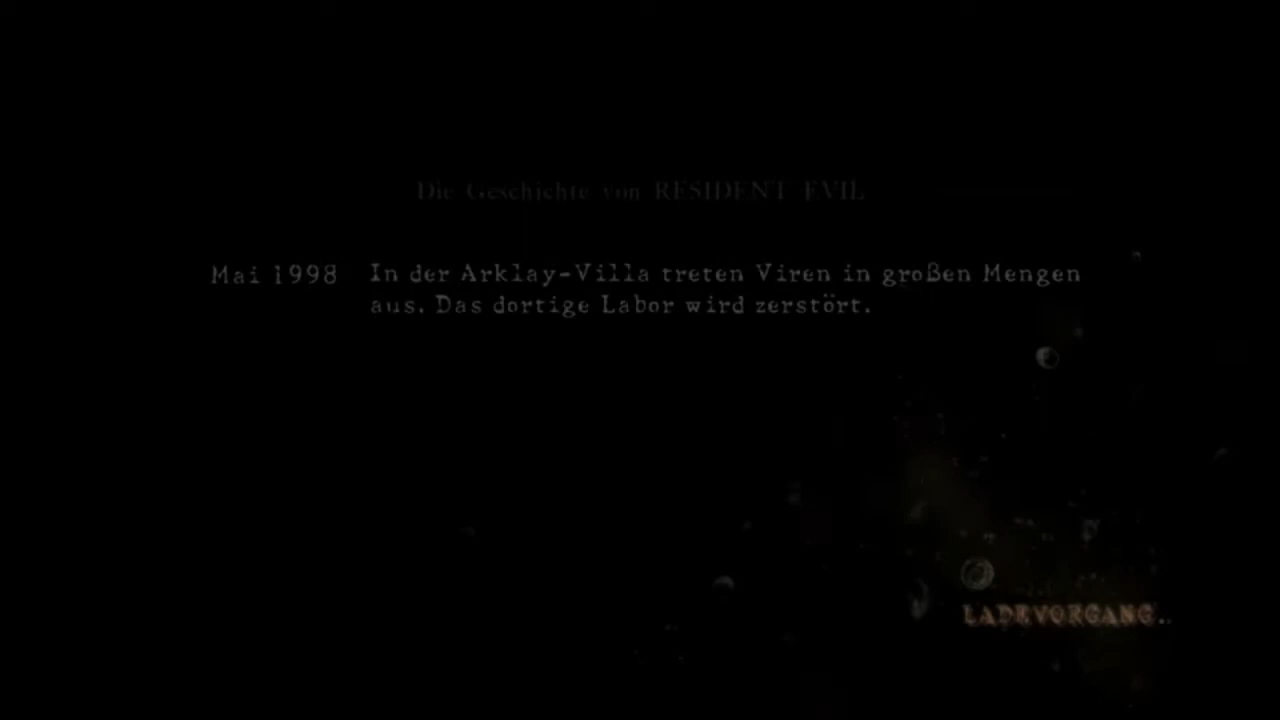 Die Geschichte von RESIDENT EVIL
Mai 1998 In der Arklay-Villa treten Viren in großen Mengen
aus. Das dortige Labor wird zerstört.
LADEVORGANG..